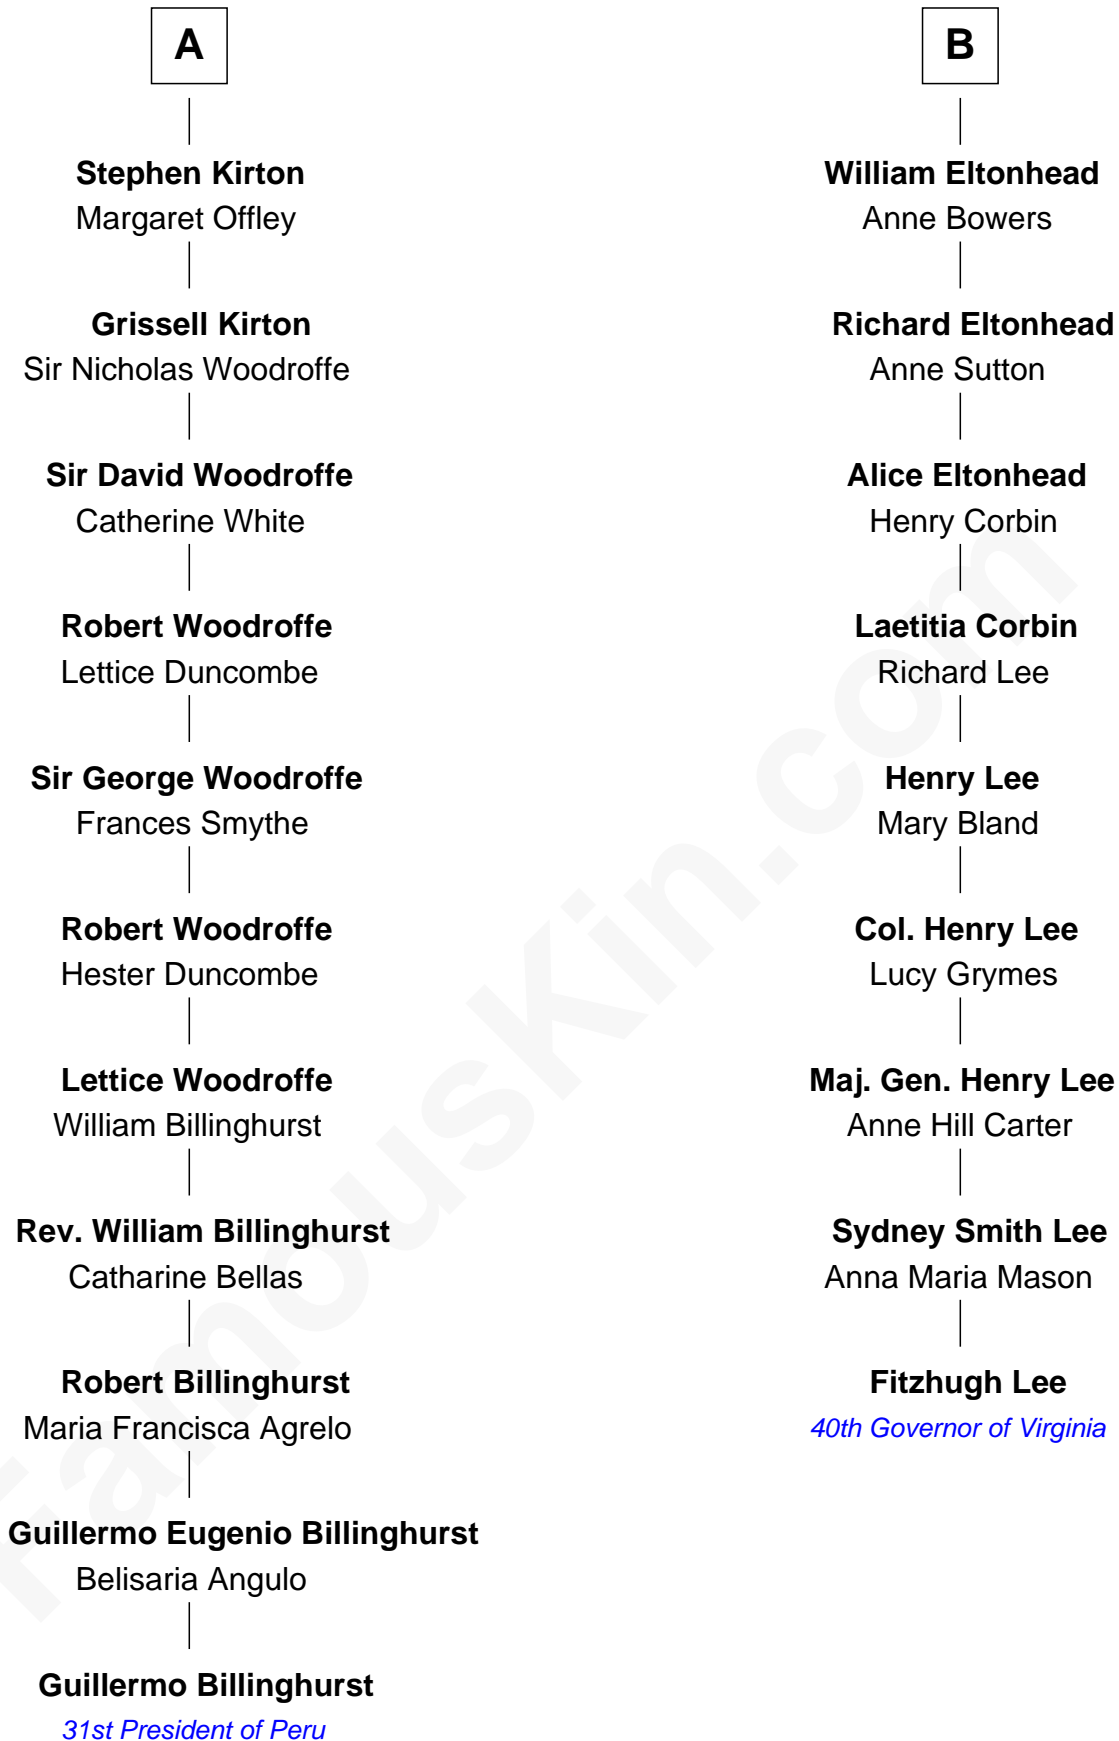 A
Stephen Kirton
Margaret Offley
Grissell Kirton
Sir Nicholas Woodroffe
Sir David Woodroffe
Catherine White
Robert Woodroffe
Lettice Duncombe
Sir George Woodroffe
Frances Smythe
Robert Woodroffe
Hester Duncombe
Lettice Woodroffe
William Billinghurst
Rev. William Billinghurst
Catharine Bellas
Robert Billinghurst
Maria Francisca Agrelo
Guillermo Eugenio Billinghurst
Belisaria Angulo
Guillermo Billinghurst
31st President of Peru
B
William Eltonhead
Anne Bowers
Richard Eltonhead
Anne Sutton
Alice Eltonhead
Henry Corbin
Laetitia Corbin
Richard Lee
Henry Lee
Mary Bland
Col. Henry Lee
Lucy Grymes
Maj. Gen. Henry Lee
Anne Hill Carter
Sydney Smith Lee
Anna Maria Mason
Fitzhugh Lee
40th Governor of Virginia
FamousKin.com